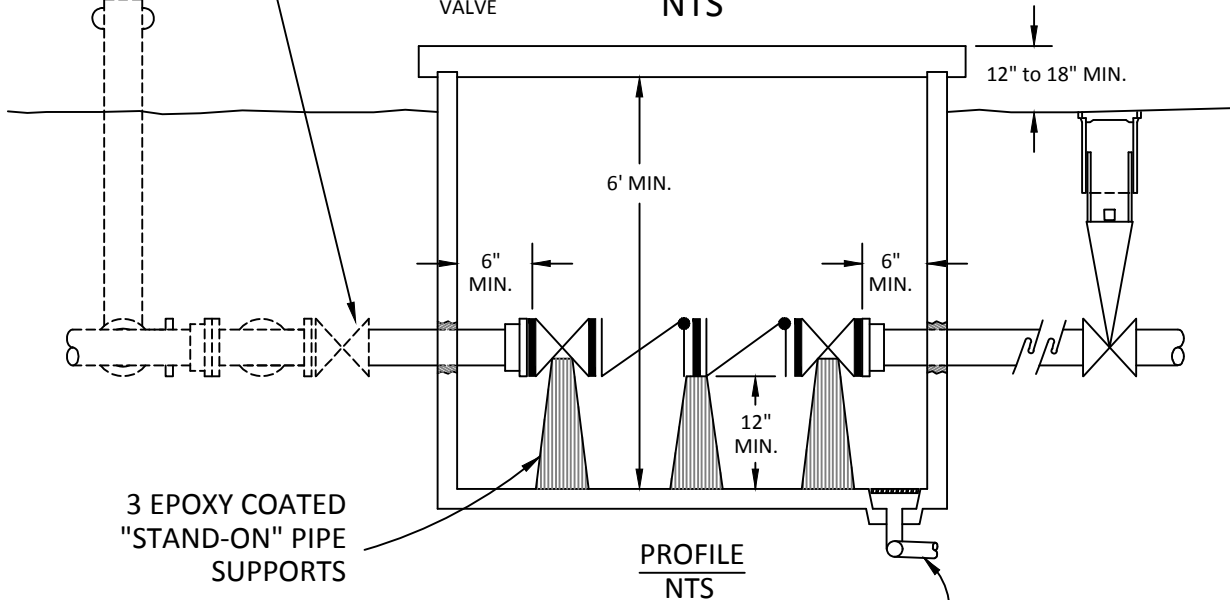 VALVE
NTS
12" to 18" MIN.
6' MIN.
6"
MIN.
6"
MIN.
12"
MIN.
3 EPOXY COATED
"STAND-ON" PIPE
SUPPORTS
PROFILE
NTS